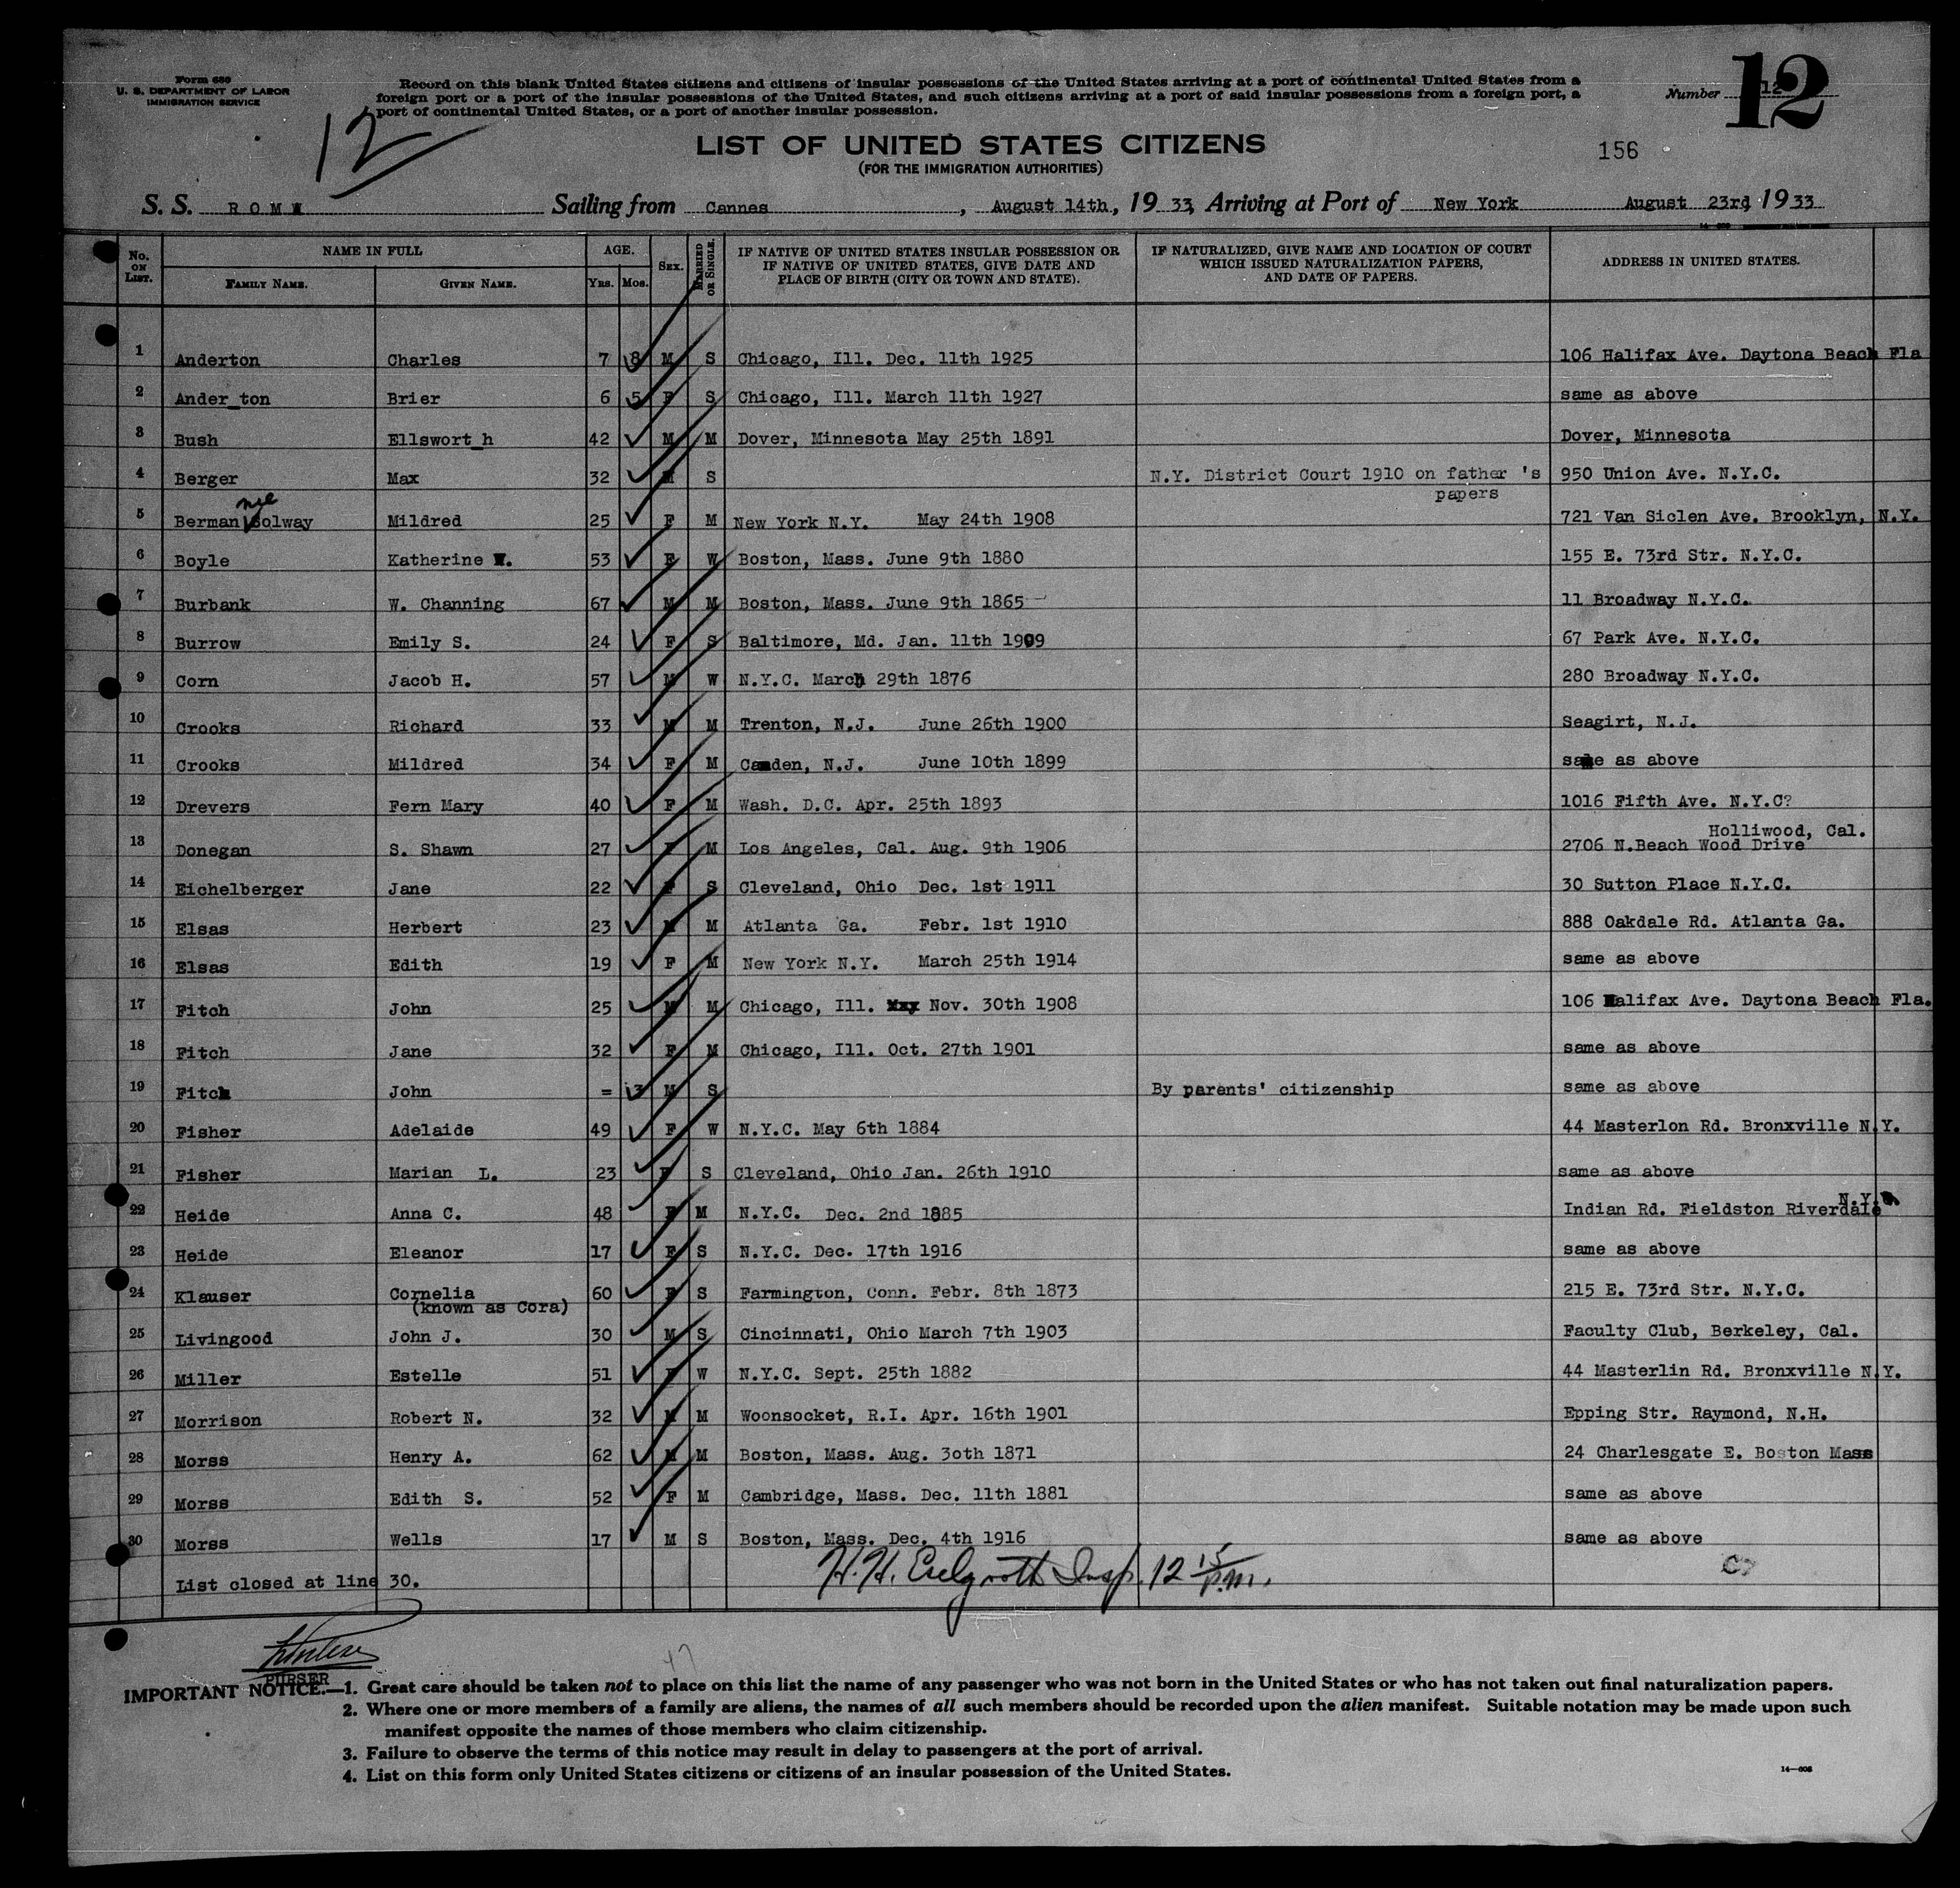 Form 630
U. S. DEPARTMENT OF LABOR
IMMIGRATION SERVICE
Record on this blank United States citizens and citizens of insular possessions of the United States arriving at a port of continental United States from a
foreign port or a port of the insular possessions of the United States, and such citizens arriving at a port of said insular possessions from a foreign port, a
port of continental United States, or a port of another insular possession.
Number 12
12
12
LIST OF UNITED STATES CITIZENS
(FOR THE IMMIGRATION AUTHORITIES)
156
S. S. ROMA Sailing from Cannes, August 14th, 1933, Arriving at Port of New York August 23rd, 1933
No. ON LIST. NAME IN FULL FAMILY NAME. GIVEN NAME. AGE. YRS. MOS. SEX. MARRIED OR SINGLE. IF NATIVE OF UNITED STATES INSULAR POSSESSION OR IF NATIVE OF UNITED STATES, GIVE DATE AND PLACE OF BIRTH (CITY OR TOWN AND STATE). IF NATURALIZED, GIVE NAME AND LOCATION OF COURT WHICH ISSUED NATURALIZATION PAPERS, AND DATE OF PAPERS. ADDRESS IN UNITED STATES.
1 Anderton Charles 7 8 M S Chicago, Ill. Dec. 11th 1925 106 Halifax Ave. Daytona Beach Fla
2 Ander_ton Brier 6 5 F S Chicago, Ill. March 11th 1927 same as above
3 Bush Ellswort_h 42 M M Dover, Minnesota May 25th 1891 Dover, Minnesota
4 Berger Max 32 M S N.Y. District Court 1910 on father 's papers 950 Union Ave. N.Y.C.
5 Berman nee Solway Mildred 25 F M New York N.Y. May 24th 1908 721 Van Siclen Ave. Brooklyn, N.Y.
6 Boyle Katherine W. 53 F W Boston, Mass. June 9th 1880 155 E. 73rd Str. N.Y.C.
7 Burbank W. Channing 67 M M Boston, Mass. June 9th 1865 11 Broadway N.Y.C.
8 Burrow Emily S. 24 F S Baltimore, Md. Jan. 11th 1909 67 Park Ave. N.Y.C.
9 Corn Jacob H. 57 M W N.Y.C. March 29th 1876 280 Broadway N.Y.C.
10 Crooks Richard 33 M M Trenton, N.J. June 26th 1900 Seagirt, N.J.
11 Crooks Mildred 34 F M Camden, N.J. June 10th 1899 same as above
12 Drevers Fern Mary 40 F M Wash. D.C. Apr. 25th 1893 1016 Fifth Ave. N.Y.C?
13 Donegan S. Shawn 27 F M Los Angeles, Cal. Aug. 9th 1906 2706 N.Beach Wood Drive Holliwood, Cal.
14 Eichelberger Jane 22 F S Cleveland, Ohio Dec. 1st 1911 30 Sutton Place N.Y.C.
15 Elsas Herbert 23 M M Atlanta Ga. Febr. 1st 1910 888 Oakdale Rd. Atlanta Ga.
16 Elsas Edith 19 F M New York N.Y. March 25th 1914 same as above
17 Fitch John 25 M M Chicago, Ill. Nov. 30th 1908 106 Halifax Ave. Daytona Beach Fla.
18 Fitch Jane 32 F M Chicago, Ill. Oct. 27th 1901 same as above
19 Fitch John = 13 M S By parents' citizenship same as above
20 Fisher Adelaide 49 F W N.Y.C. May 6th 1884 44 Masterlon Rd. Bronxville N.Y.
21 Fisher Marian L. 23 F S Cleveland, Ohio Jan. 26th 1910 same as above
22 Heide Anna C. 48 F M N.Y.C. Dec. 2nd 1885 Indian Rd. Fieldston Riverdale N.Y.
23 Heide Eleanor 17 F S N.Y.C. Dec. 17th 1916 same as above
24 Klauser Cornelia (known as Cora) 60 F S Farmington, Conn. Febr. 8th 1873 215 E. 73rd Str. N.Y.C.
25 Livingood John J. 30 M S Cincinnati, Ohio March 7th 1903 Faculty Club, Berkeley, Cal.
26 Miller Estelle 51 F W N.Y.C. Sept. 25th 1882 44 Masterlin Rd. Bronxville N.Y.
27 Morrison Robert N. 32 M M Woonsocket, R.I. Apr. 16th 1901 Epping Str. Raymond, N.H.
28 Morss Henry A. 62 M M Boston, Mass. Aug. 30th 1871 24 Charlesgate E. Boston Mass
29 Morss Edith S. 52 F M Cambridge, Mass. Dec. 11th 1881 same as above
30 Morss Wells 17 M S Boston, Mass. Dec. 4th 1916 same as above
List closed at line 30.
H. H. Insp. 12 15 p.m.
PURSER
47
IMPORTANT NOTICE.—1. Great care should be taken not to place on this list the name of any passenger who was not born in the United States or who has not taken out final naturalization papers.
2. Where one or more members of a family are aliens, the names of all such members should be recorded upon the alien manifest. Suitable notation may be made upon such
manifest opposite the names of those members who claim citizenship.
3. Failure to observe the terms of this notice may result in delay to passengers at the port of arrival.
4. List on this form only United States citizens or citizens of an insular possession of the United States.